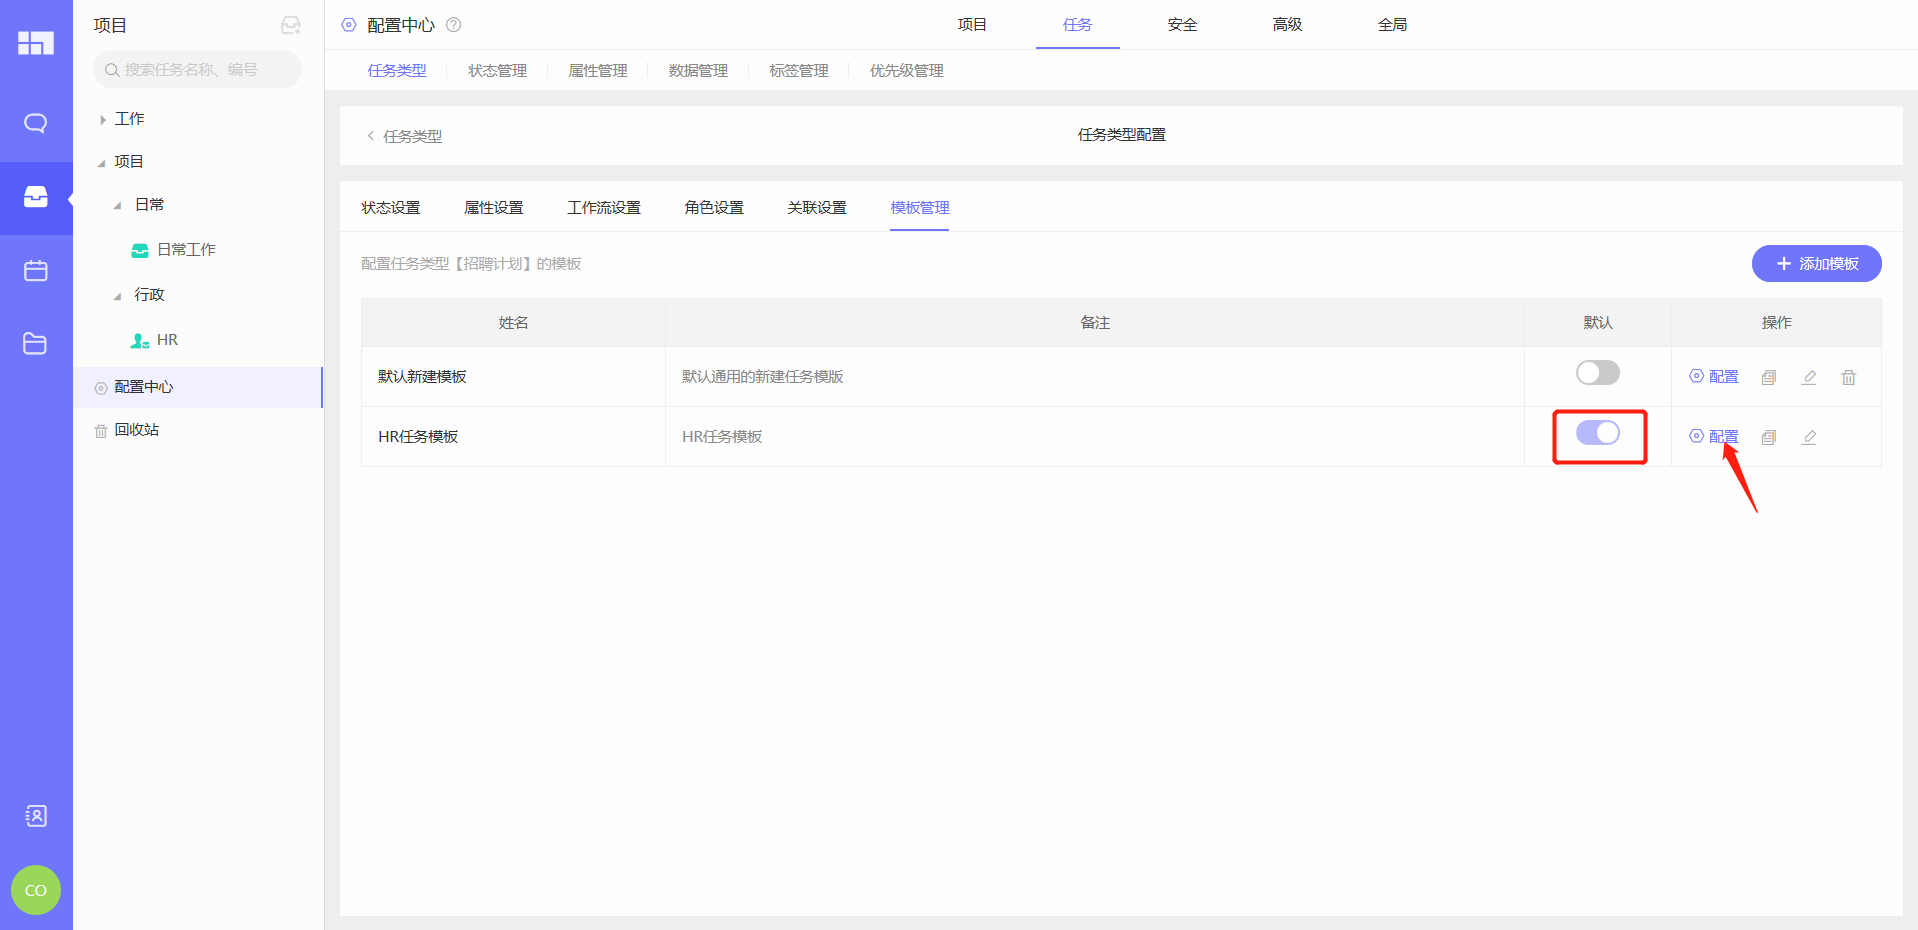 项目
搜索任务名称、编号
工作
项目
日常
日常工作
行政
HR
配置中心
回收站
CO
配置中心
项目 任务 安全 高级 全局
任务类型 状态管理 属性管理 数据管理 标签管理 优先级管理
任务类型
任务类型配置
状态设置 属性设置 工作流设置 角色设置 关联设置 模板管理
配置任务类型【招聘计划】的模板
添加模板
姓名 备注 默认 操作
默认新建模板 默认通用的新建任务模版 配置
HR任务模板 HR任务模板 配置